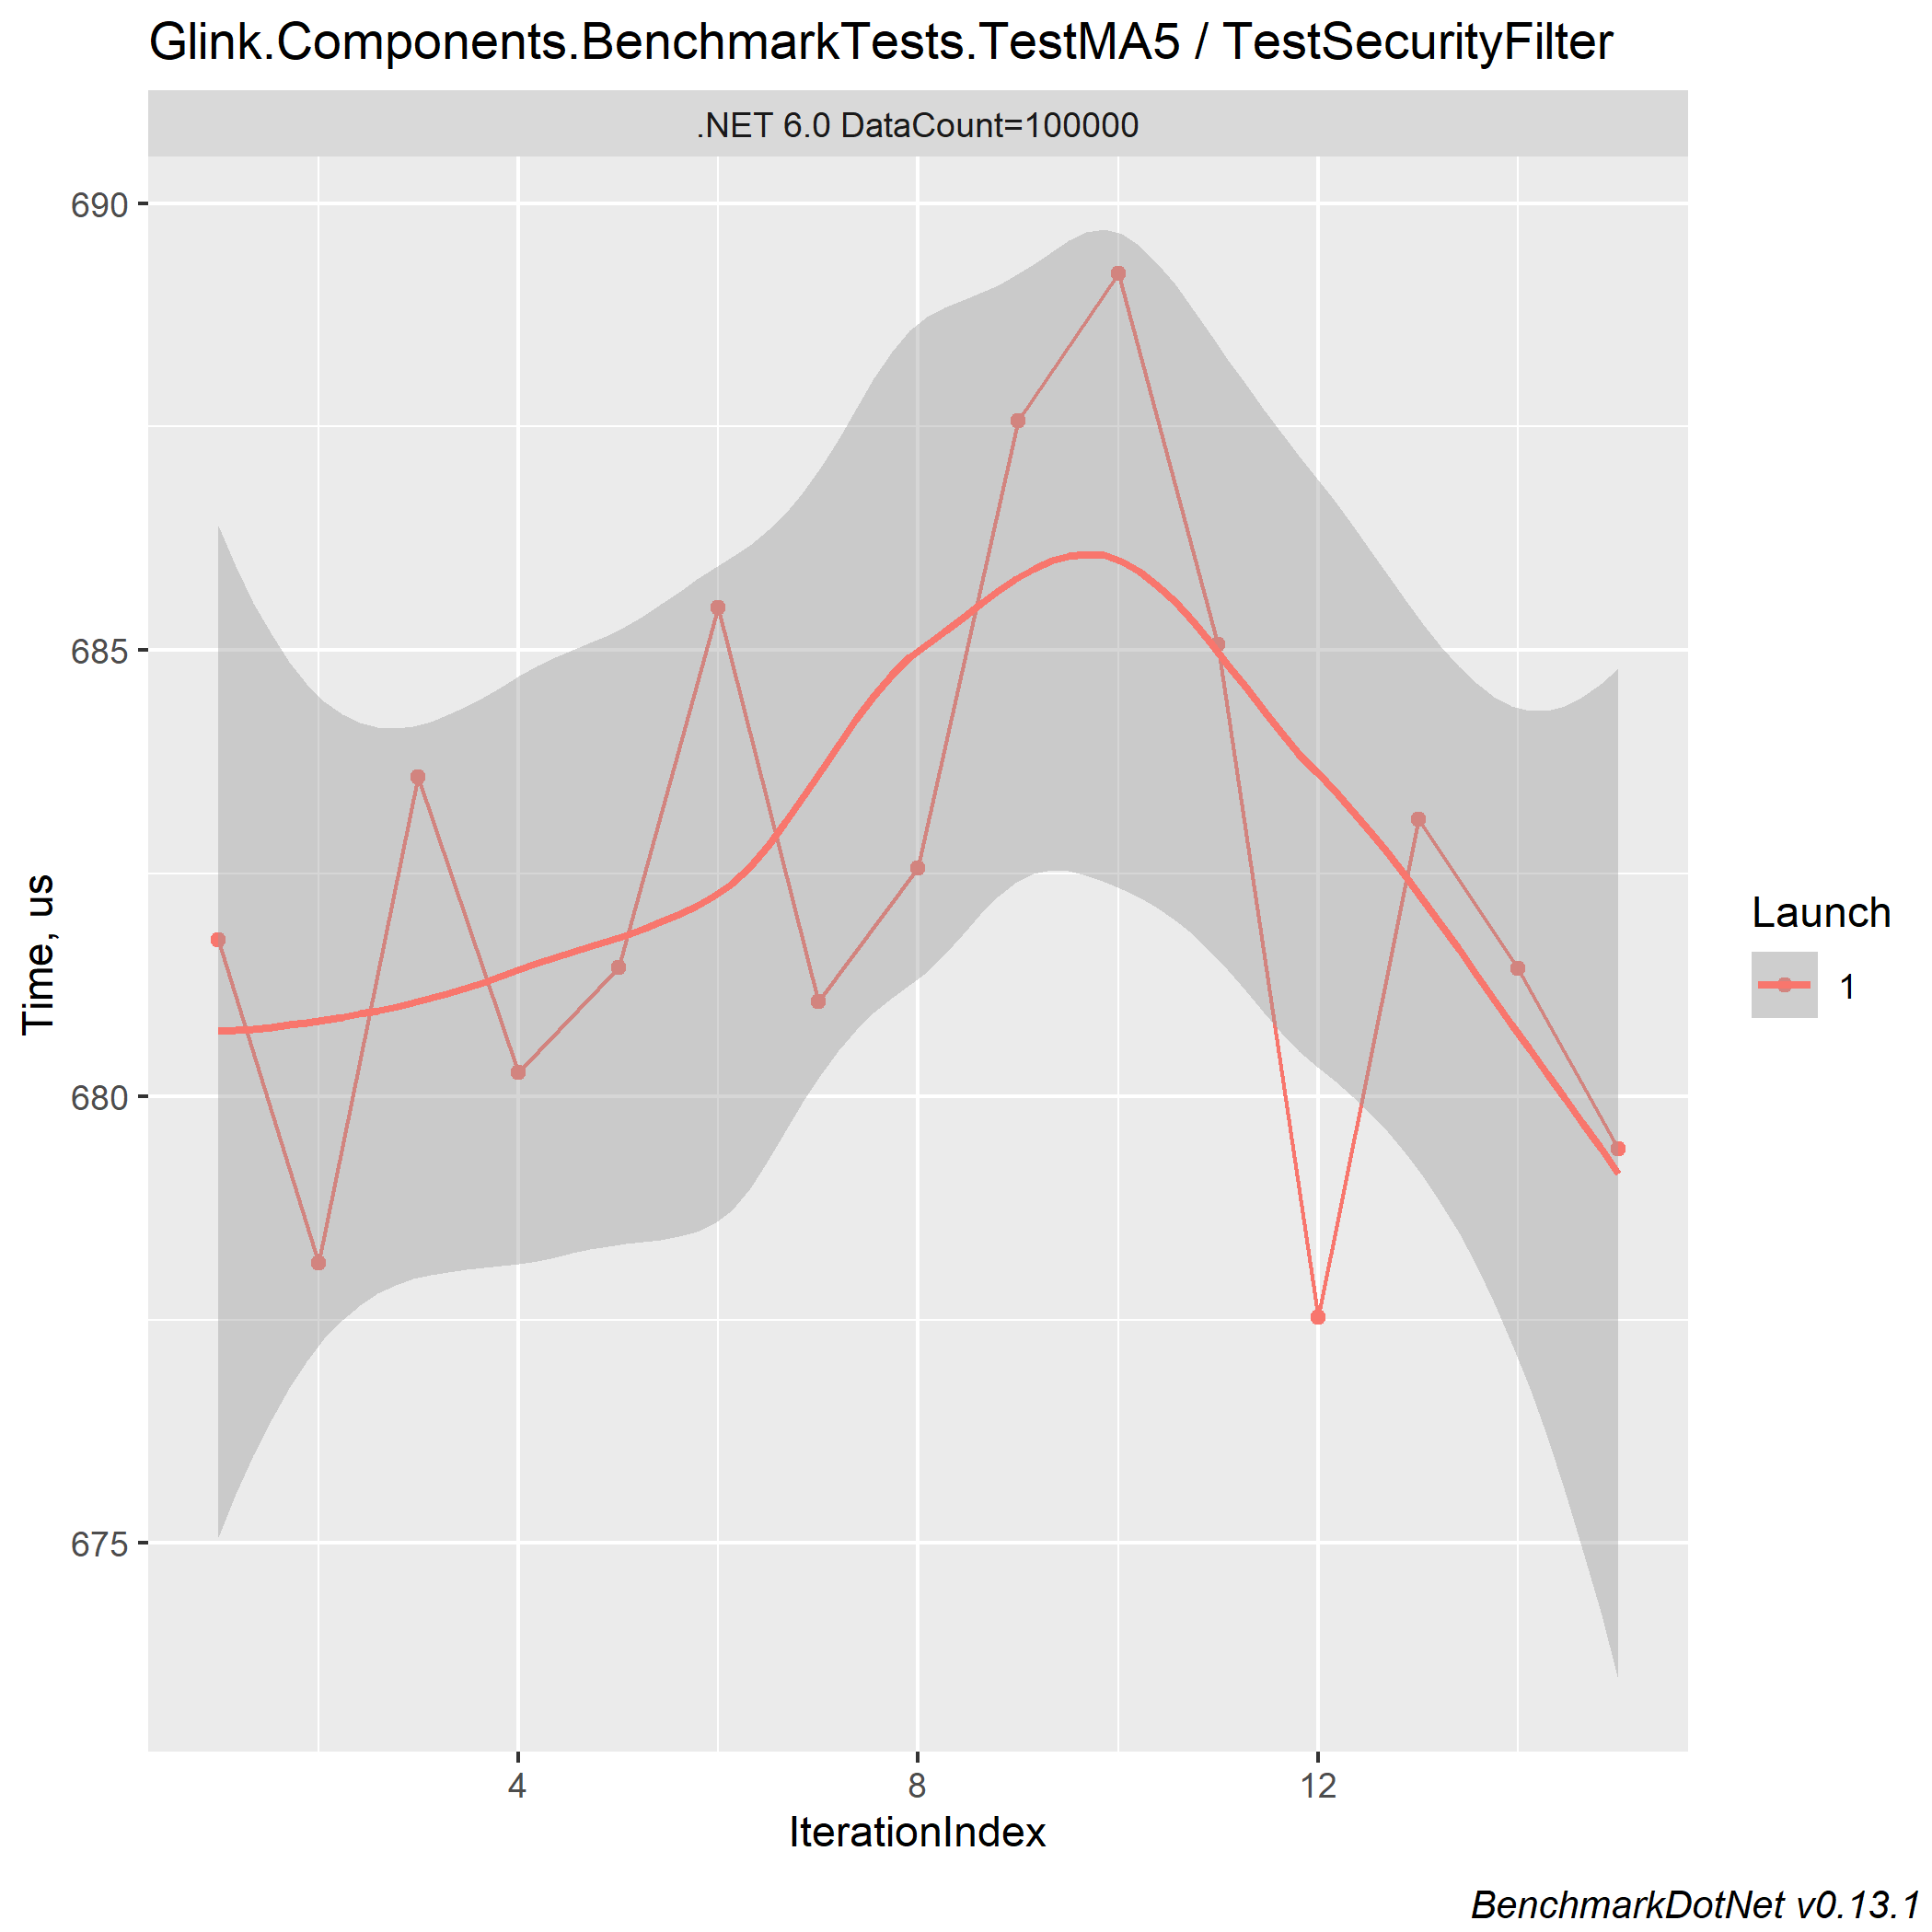 Glink.Components.BenchmarkTests.TestMA5 / TestSecurityFilter
.NET 6.0 DataCount=100000
690
685
680
675
Time, us
4
8
12
IterationIndex
Launch
1
BenchmarkDotNet v0.13.1